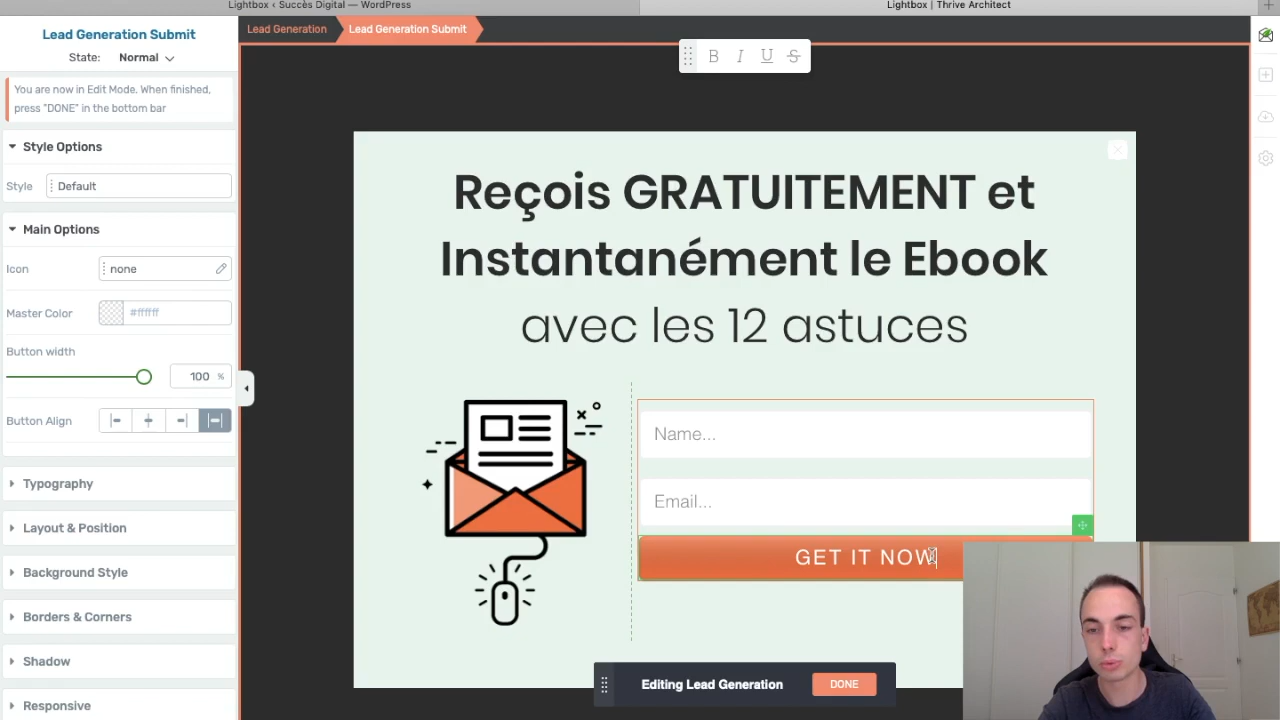 Lightbox ‹ Succès Digital — WordPress
Lightbox | Thrive Architect
Lead Generation Submit
State: Normal
You are now in Edit Mode. When finished,
press "DONE" in the bottom bar
Style Options
Style Default
Main Options
Icon none
Master Color #ffffff
Button width
100 %
Button Align
Typography
Layout & Position
Background Style
Borders & Corners
Shadow
Responsive
Lead Generation
Lead Generation Submit
B I U S
Reçois GRATUITEMENT et
Instantanément le Ebook
avec les 12 astuces
Name...
Email...
GET IT NOW
Editing Lead Generation DONE